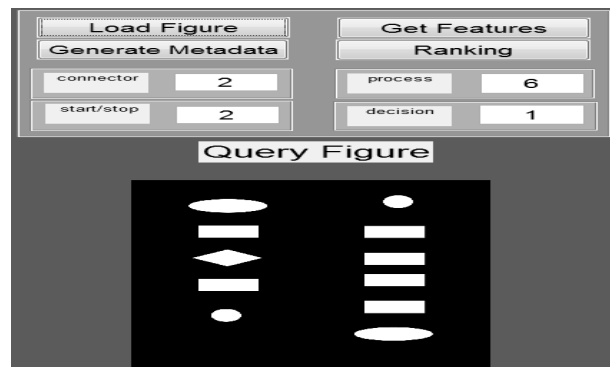 Load Figure Get Features
Generate Metadata Ranking
connector 2 process 6
start/stop 2 decision 1
Query Figure